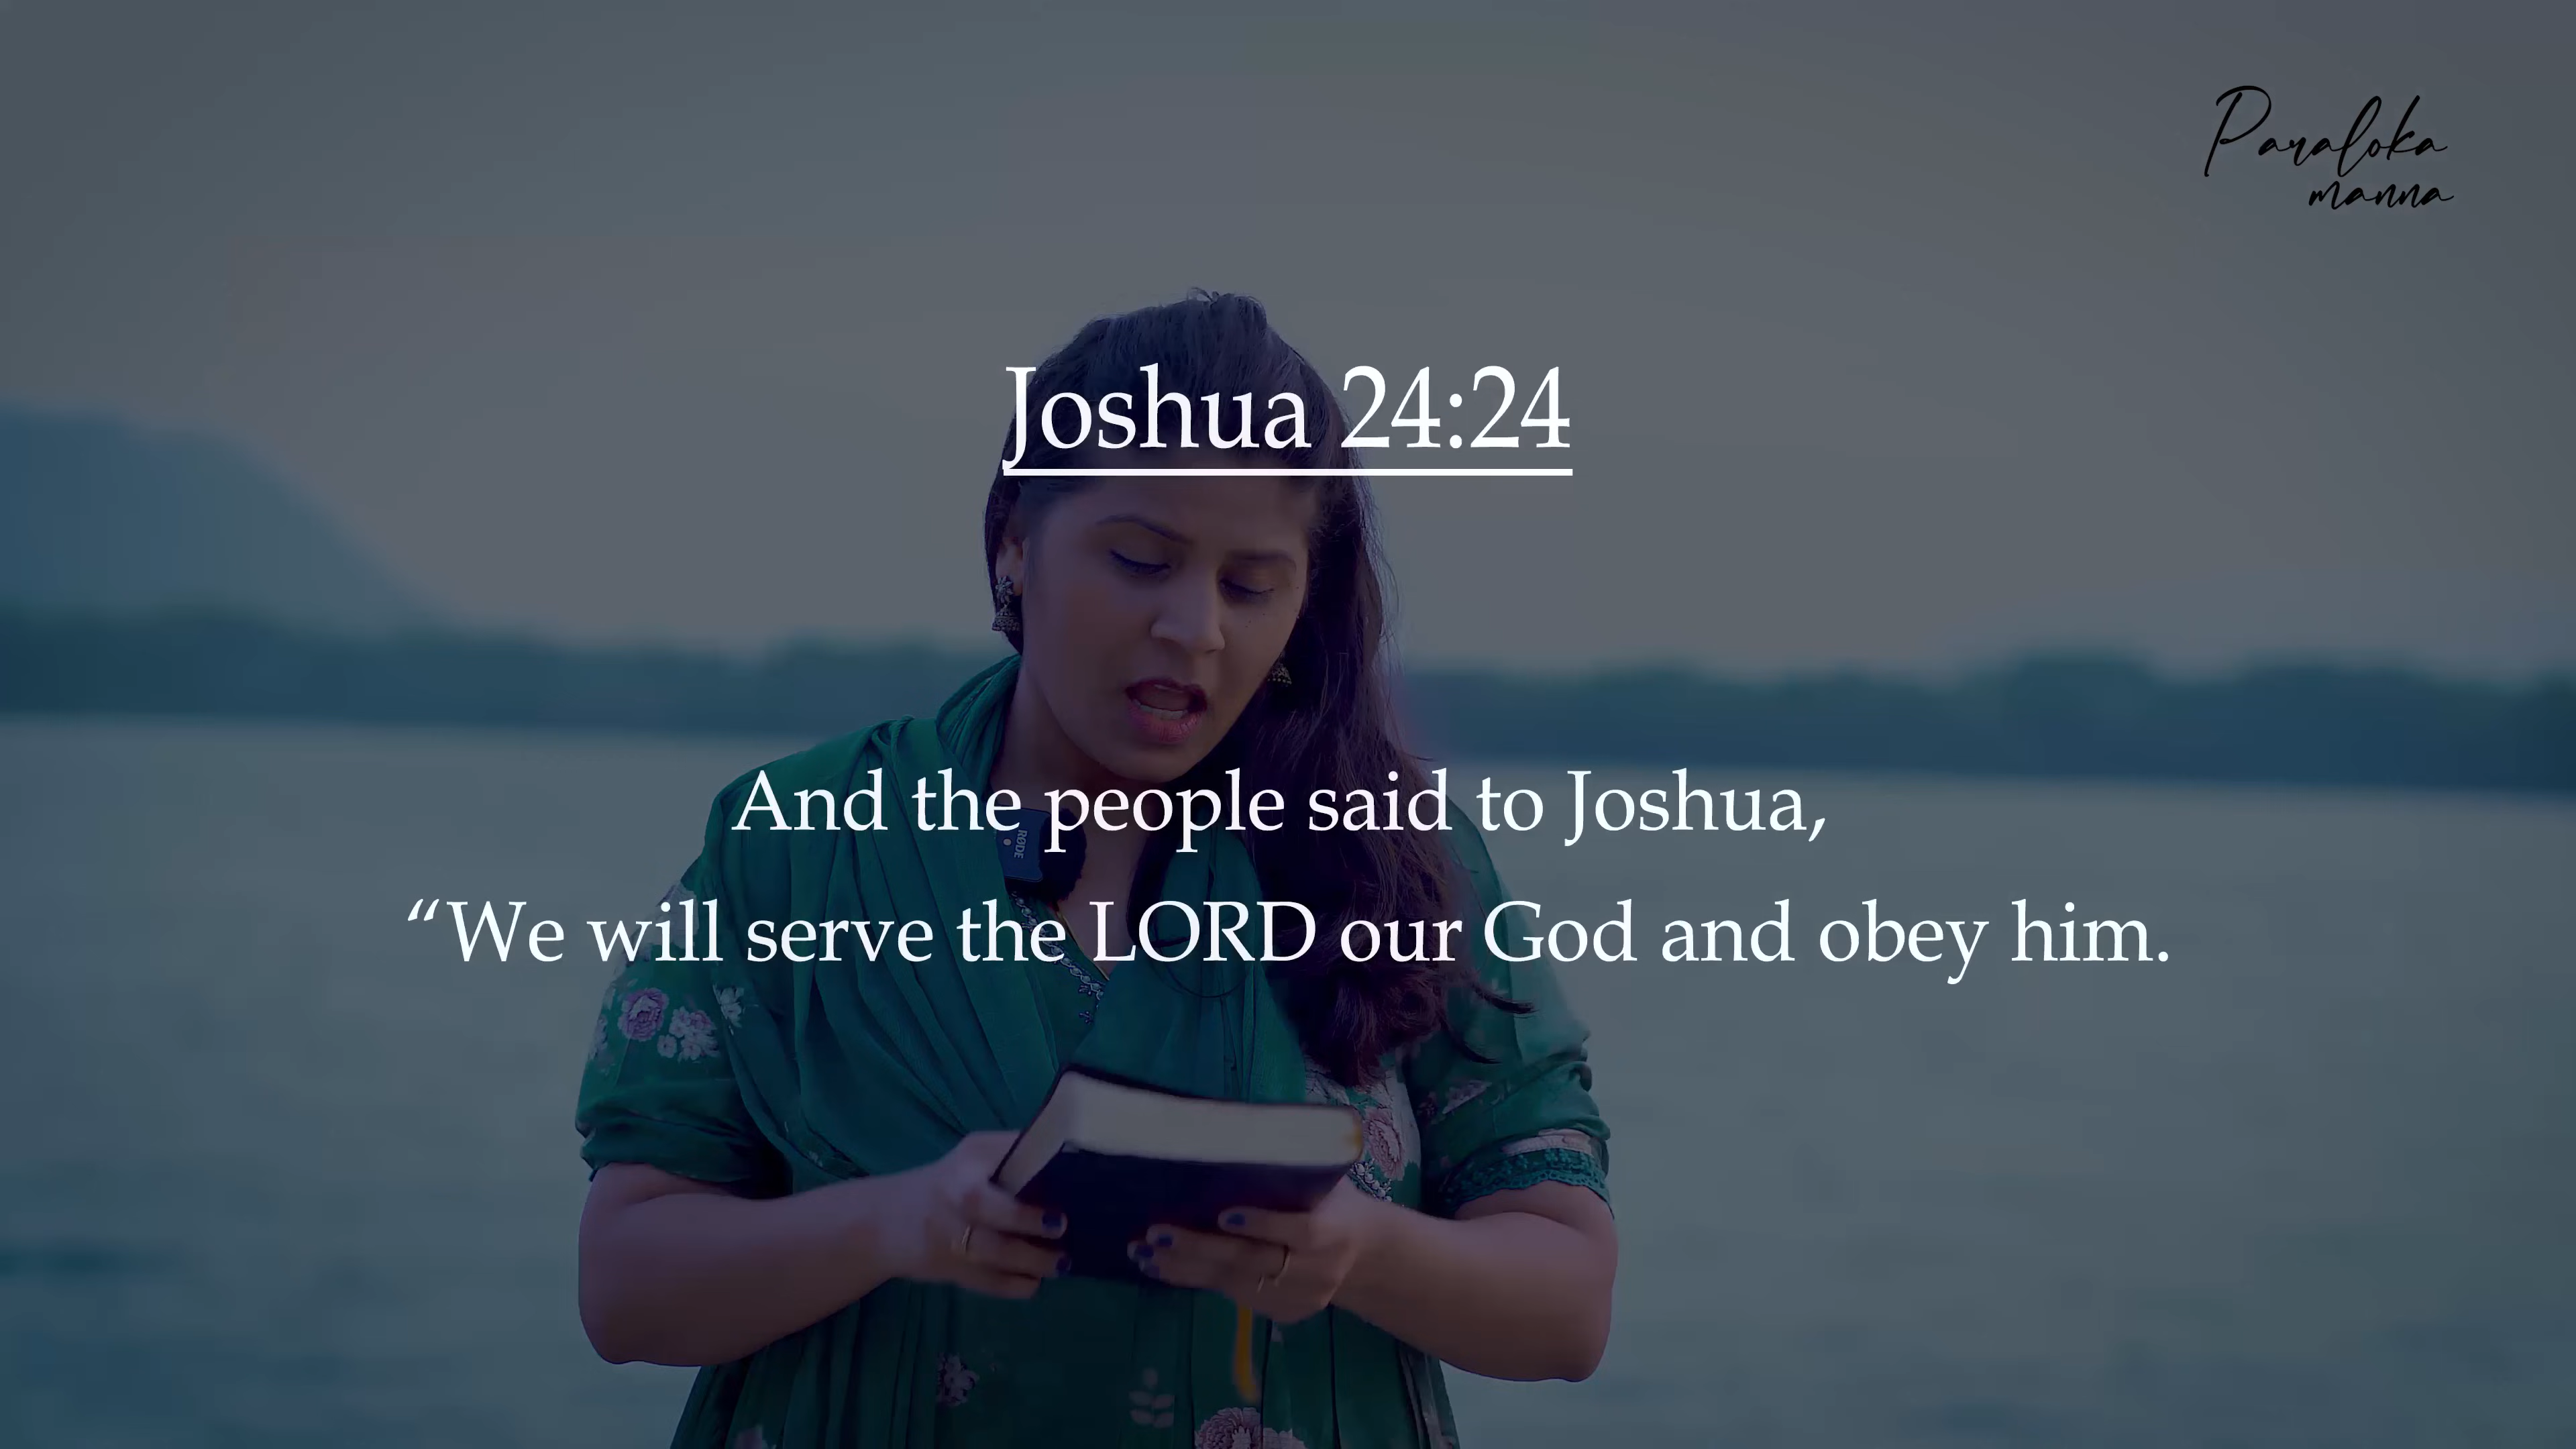 Paraloka
manna
Joshua 24:24
And the people said to Joshua,
“We will serve the LORD our God and obey him.
RØDE